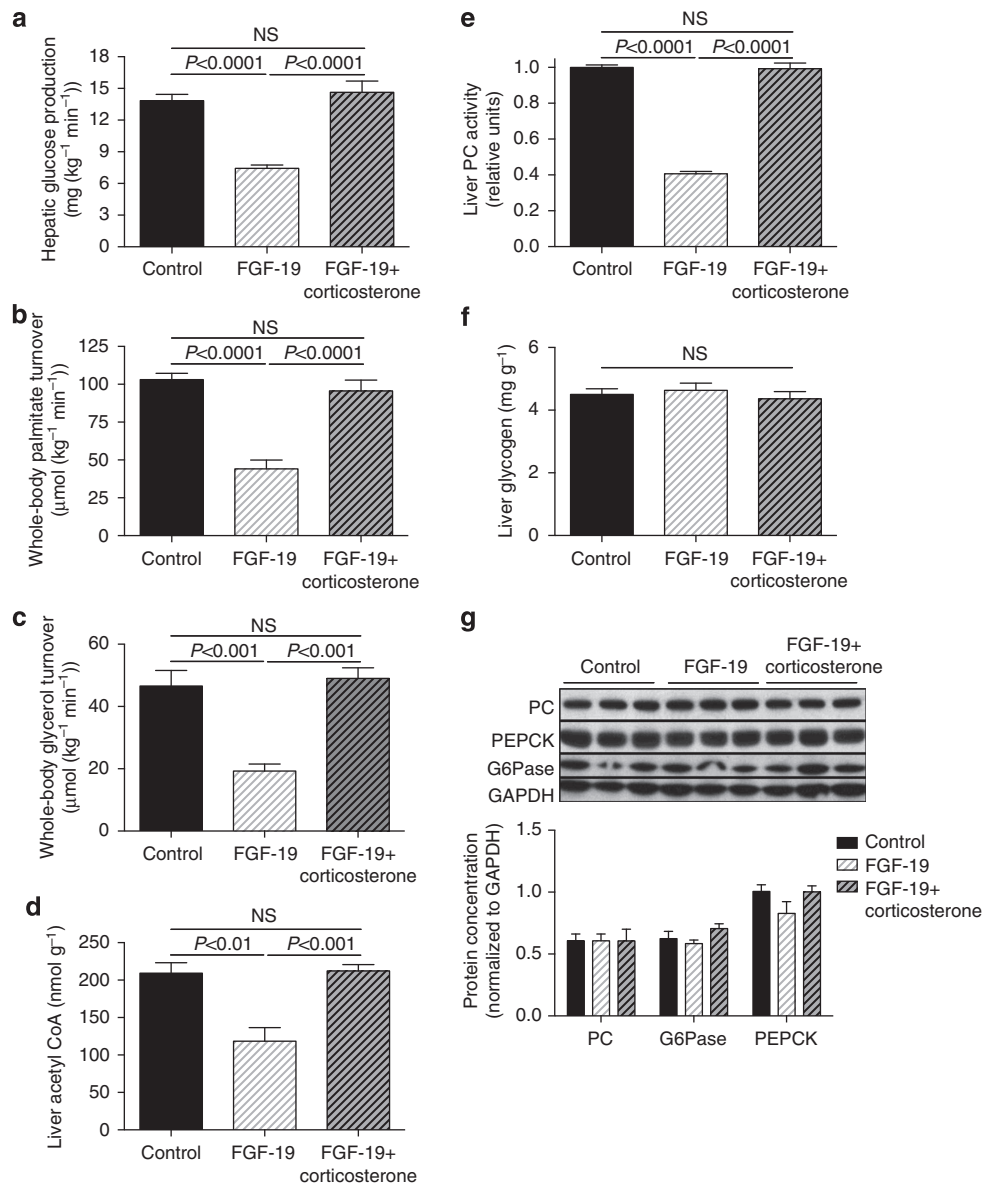 a
NS
P<0.0001 P<0.0001
Hepatic glucose production
(mg (kg⁻¹ min⁻¹))
18
15
12
9
6
3
0
Control FGF-19 FGF-19+
corticosterone
b
NS
P<0.0001 P<0.0001
Whole-body palmitate turnover
(μmol (kg⁻¹ min⁻¹))
125
100
75
50
25
0
Control FGF-19 FGF-19+
corticosterone
c
NS
P<0.001 P<0.001
Whole-body glycerol turnover
(μmol (kg⁻¹ min⁻¹))
60
40
20
0
Control FGF-19 FGF-19+
corticosterone
d
NS
P<0.01 P<0.001
Liver acetyl CoA (nmol g⁻¹)
250
200
150
100
50
0
Control FGF-19 FGF-19+
corticosterone
e
NS
P<0.0001 P<0.0001
Liver PC activity
(relative units)
1.0
0.8
0.6
0.4
0.2
0.0
Control FGF-19 FGF-19+
corticosterone
f
NS
Liver glycogen (mg g⁻¹)
6
4
2
0
Control FGF-19 FGF-19+
corticosterone
g
Control FGF-19 FGF-19+
corticosterone
PC
PEPCK
G6Pase
GAPDH
Protein concentration
(normalized to GAPDH)
1.5
1.0
0.5
0.0
PC G6Pase PEPCK
Control
FGF-19
FGF-19+
corticosterone